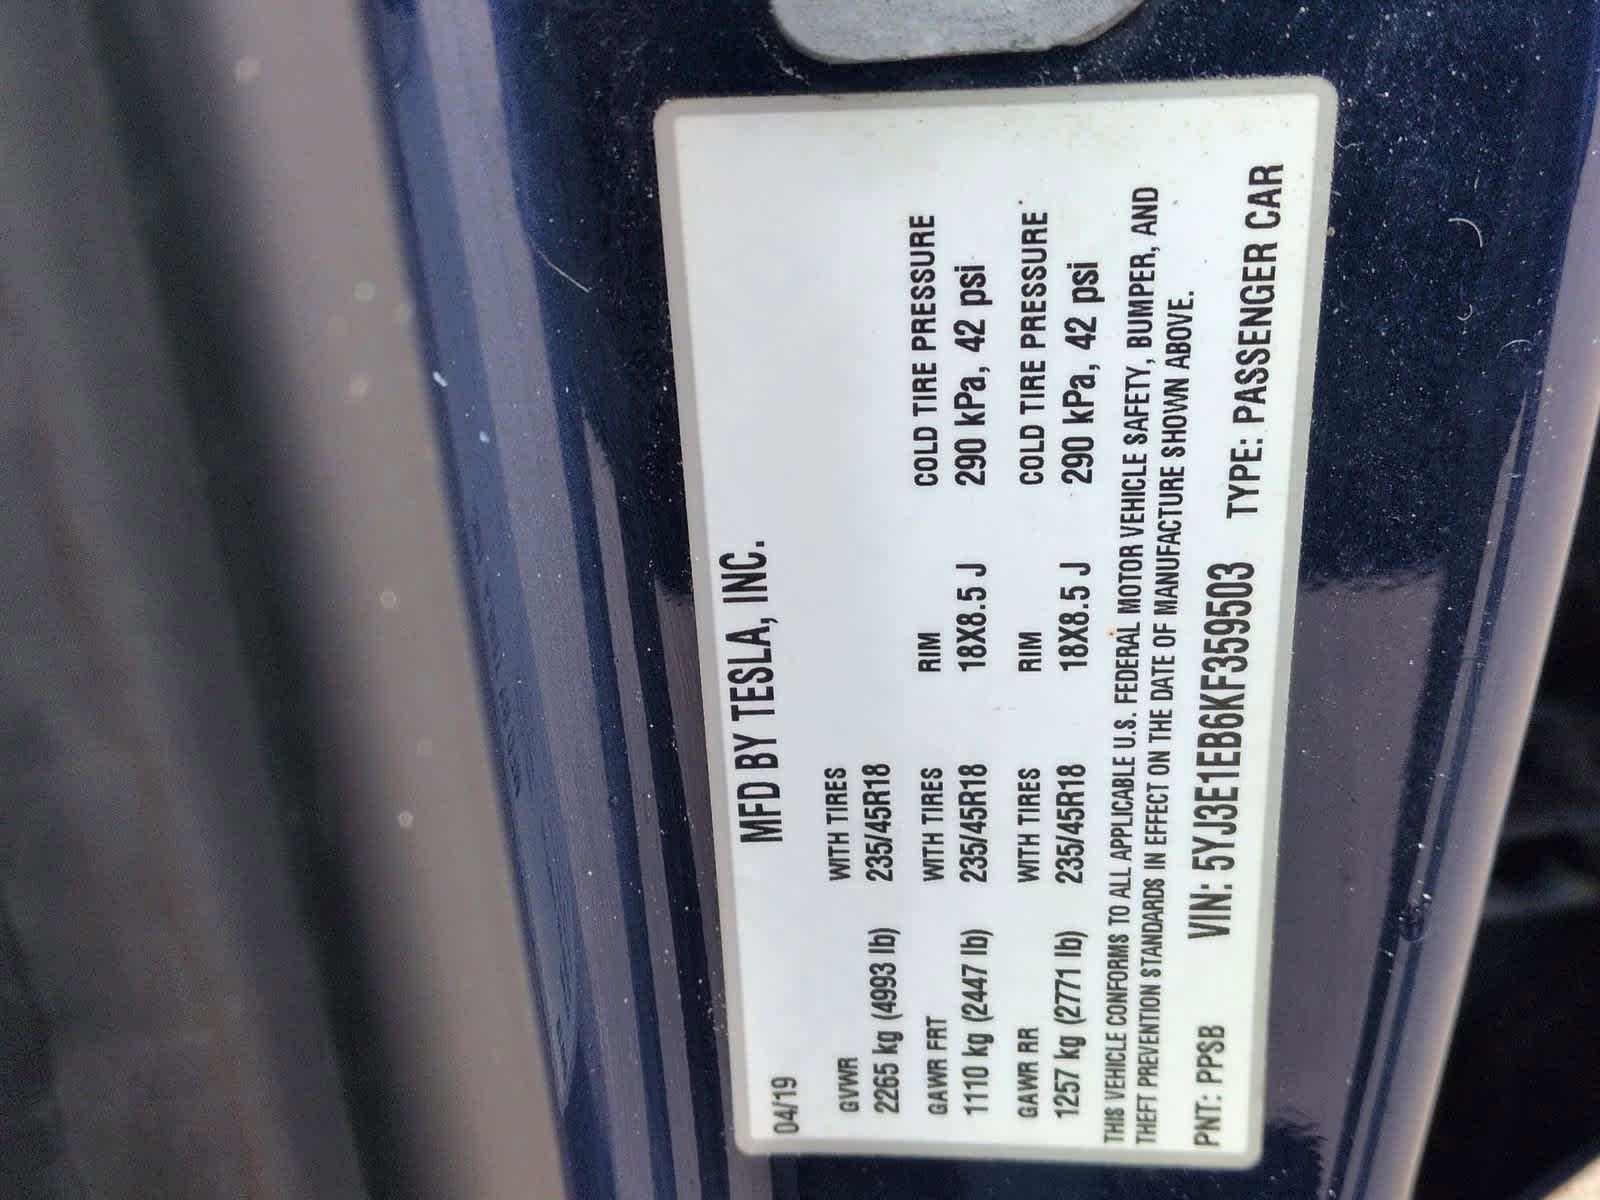 MFD BY TESLA, INC.
04/19
GVWR WITH TIRES
2265 kg (4993 lb) 235/45R18
GAWR FRT WITH TIRES RIM COLD TIRE PRESSURE
1110 kg (2447 lb) 235/45R18 18X8.5 J 290 kPa, 42 psi
GAWR RR WITH TIRES RIM COLD TIRE PRESSURE
1257 kg (2771 lb) 235/45R18 18X8.5 J 290 kPa, 42 psi
THIS VEHICLE CONFORMS TO ALL APPLICABLE U.S. FEDERAL MOTOR VEHICLE SAFETY, BUMPER, AND
THEFT PREVENTION STANDARDS IN EFFECT ON THE DATE OF MANUFACTURE SHOWN ABOVE.
PNT: PPSB VIN: 5YJ3E1EB6KF359503 TYPE: PASSENGER CAR